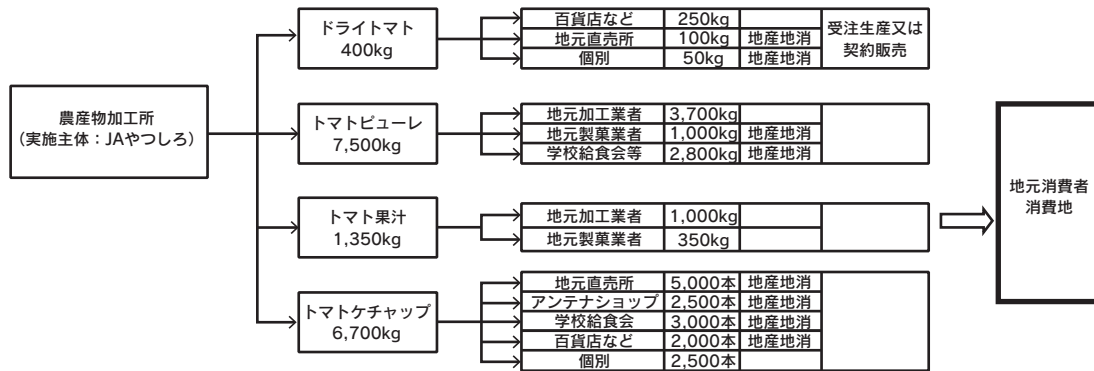 農産物加工所
（実施主体：JAやつしろ）
ドライトマト
400kg
百貨店など 250kg
地元直売所 100kg 地産地消
個別 50kg 地産地消
受注生産又は
契約販売
トマトピューレ
7,500kg
地元加工業者 3,700kg
地元製菓業者 1,000kg 地産地消
学校給食会等 2,800kg 地産地消
トマト果汁
1,350kg
地元加工業者 1,000kg
地元製菓業者 350kg
トマトケチャップ
6,700kg
地元直売所 5,000本 地産地消
アンテナショップ 2,500本 地産地消
学校給食会 3,000本 地産地消
百貨店など 2,000本 地産地消
個別 2,500本
地元消費者
消費地